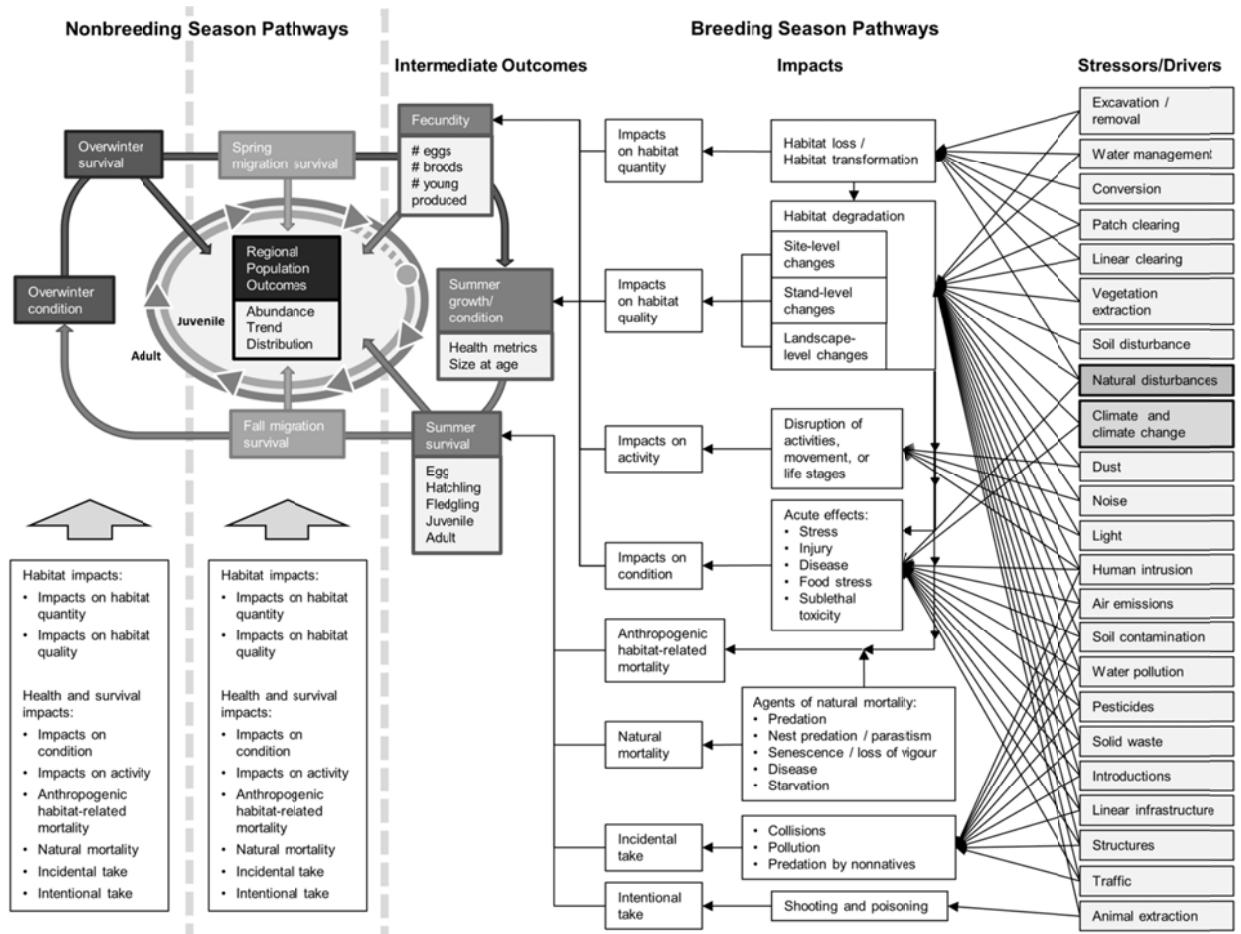 Nonbreeding Season Pathways
Breeding Season Pathways
Intermediate Outcomes
Impacts
Stressors/Drivers
Overwinter
survival
Spring
migration survival
Fecundity
# eggs
# broods
# young
produced
Regional
Population
Outcomes
Abundance
Trend
Distribution
Juvenile
Adult
Overwinter
condition
Summer
growth/
condition
Health metrics
Size at age
Fall migration
survival
Summer
survival
Egg
Hatchling
Fledgling
Juvenile
Adult
Habitat impacts:
• Impacts on habitat
quantity
• Impacts on habitat
quality
Health and survival
impacts:
• Impacts on
condition
• Impacts on activity
• Anthropogenic
habitat-related
mortality
• Natural mortality
• Incidental take
• Intentional take
Habitat impacts:
• Impacts on habitat
quantity
• Impacts on habitat
quality
Health and survival
impacts:
• Impacts on
condition
• Impacts on activity
• Anthropogenic
habitat-related
mortality
• Natural mortality
• Incidental take
• Intentional take
Impacts
on habitat
quantity
Impacts
on habitat
quality
Impacts on
activity
Impacts on
condition
Anthropogenic
habitat-related
mortality
Natural
mortality
Incidental
take
Intentional
take
Habitat loss /
Habitat transformation
Habitat degradation
Site-level
changes
Stand-level
changes
Landscape-
level changes
Disruption of
activities,
movement, or
life stages
Acute effects:
• Stress
• Injury
• Disease
• Food stress
• Sublethal
toxicity
Agents of natural mortality:
• Predation
• Nest predation / parastism
• Senescence / loss of vigour
• Disease
• Starvation
• Collisions
• Pollution
• Predation by nonnatives
Shooting and poisoning
Excavation /
removal
Water management
Conversion
Patch clearing
Linear clearing
Vegetation
extraction
Soil disturbance
Natural disturbances
Climate and
climate change
Dust
Noise
Light
Human intrusion
Air emissions
Soil contamination
Water pollution
Pesticides
Solid waste
Introductions
Linear infrastructure
Structures
Traffic
Animal extraction